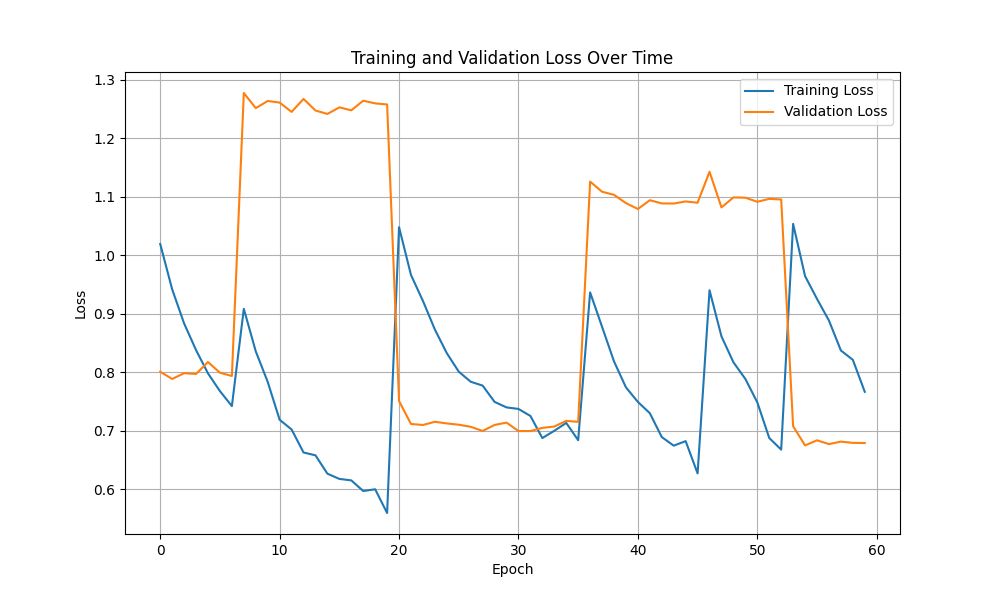 Training and Validation Loss Over Time
Training Loss
Validation Loss
1.3
1.2
1.1
1.0
0.9
0.8
0.7
0.6
Loss
0 10 20 30 40 50 60
Epoch